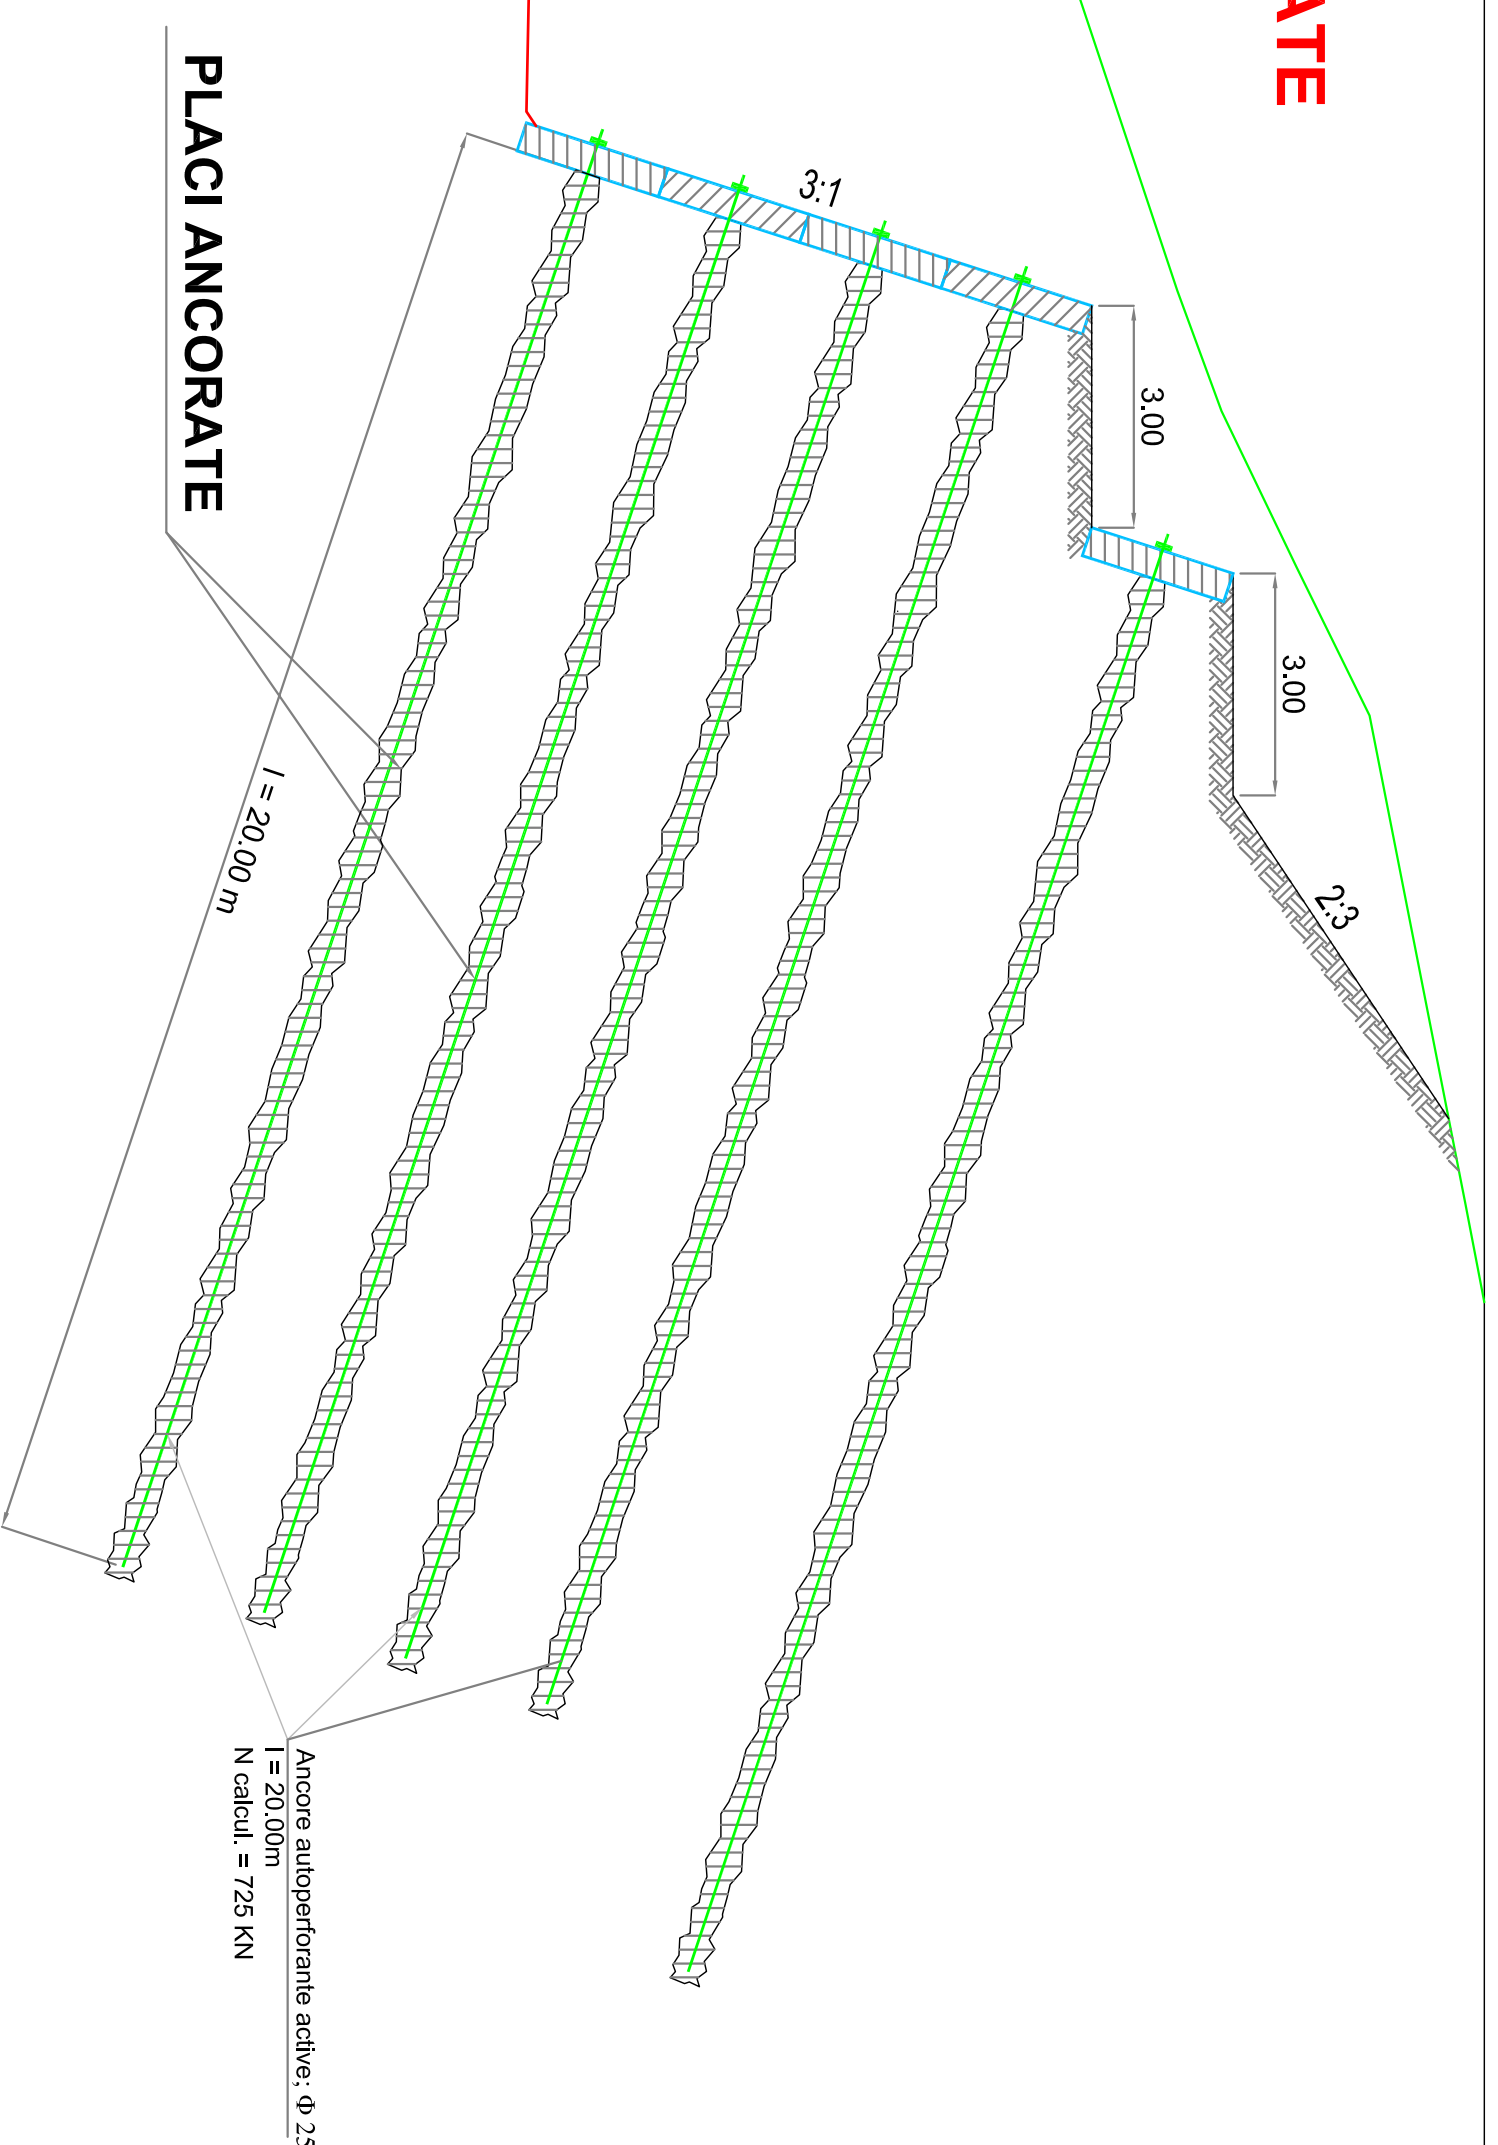 ATE
2:3
3.00
3.00
3:1
l = 20.00 m
PLACI ANCORATE
Ancore autoperforante active; Φ 25
l = 20.00m
N calcul. = 725 KN